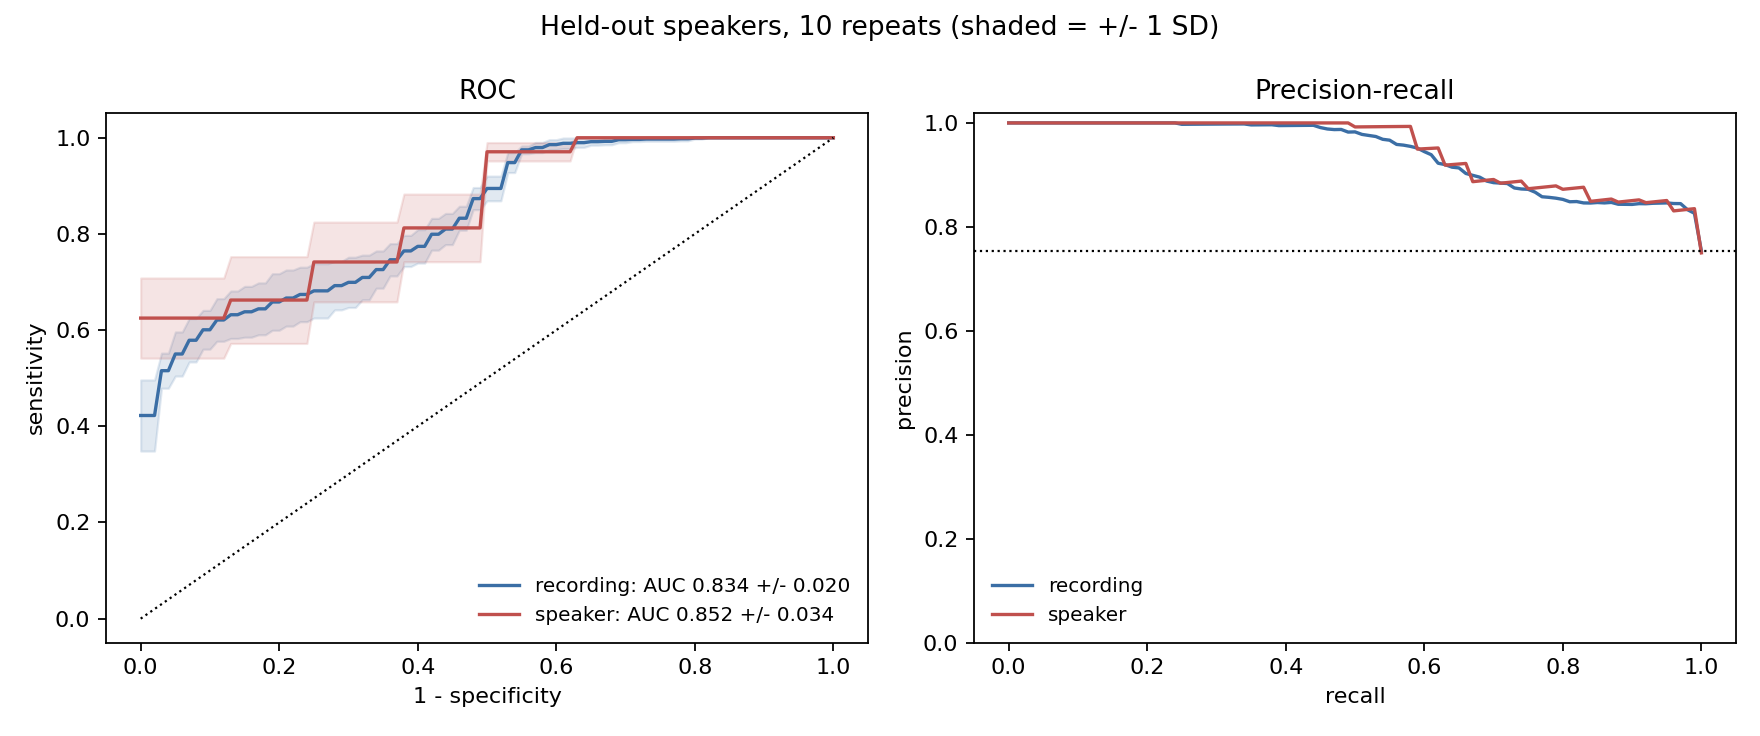 Held-out speakers, 10 repeats (shaded = +/- 1 SD)
ROC
sensitivity
1.0
0.8
0.6
0.4
0.2
0.0
recording: AUC 0.834 +/- 0.020
speaker: AUC 0.852 +/- 0.034
0.0 0.2 0.4 0.6 0.8 1.0
1 - specificity
Precision-recall
precision
1.0
0.8
0.6
0.4
0.2
0.0
recording
speaker
0.0 0.2 0.4 0.6 0.8 1.0
recall